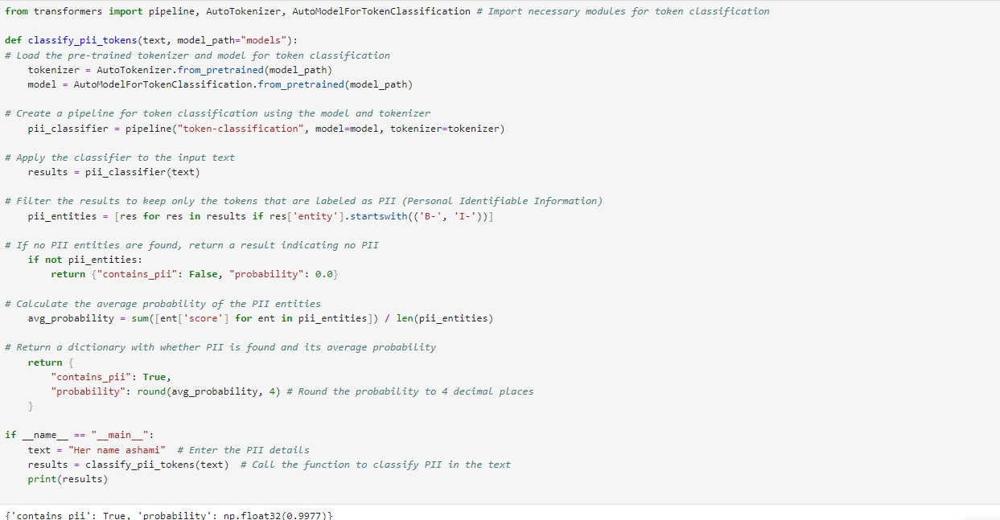 from transformers import pipeline, AutoTokenizer, AutoModelForTokenClassification # Import necessary modules for token classification
def classify_pii_tokens(text, model_path="models"):
# Load the pre-trained tokenizer and model for token classification
    tokenizer = AutoTokenizer.from_pretrained(model_path)
    model = AutoModelForTokenClassification.from_pretrained(model_path)
# Create a pipeline for token classification using the model and tokenizer
    pii_classifier = pipeline("token-classification", model=model, tokenizer=tokenizer)
# Apply the classifier to the input text
    results = pii_classifier(text)
# Filter the results to keep only the tokens that are labeled as PII (Personal Identifiable Information)
    pii_entities = [res for res in results if res['entity'].startswith(('B-', 'I-'))]
# If no PII entities are found, return a result indicating no PII
    if not pii_entities:
        return {"contains_pii": False, "probability": 0.0}
# Calculate the average probability of the PII entities
    avg_probability = sum([ent['score'] for ent in pii_entities]) / len(pii_entities)
# Return a dictionary with whether PII is found and its average probability
    return {
        "contains_pii": True,
        "probability": round(avg_probability, 4) # Round the probability to 4 decimal places
    }
if __name__ == "__main__":
    text = "Her name ashami"  # Enter the PII details
    results = classify_pii_tokens(text)  # Call the function to classify PII in the text
    print(results)
{'contains_pii': True, 'probability': np.float32(0.9977)}